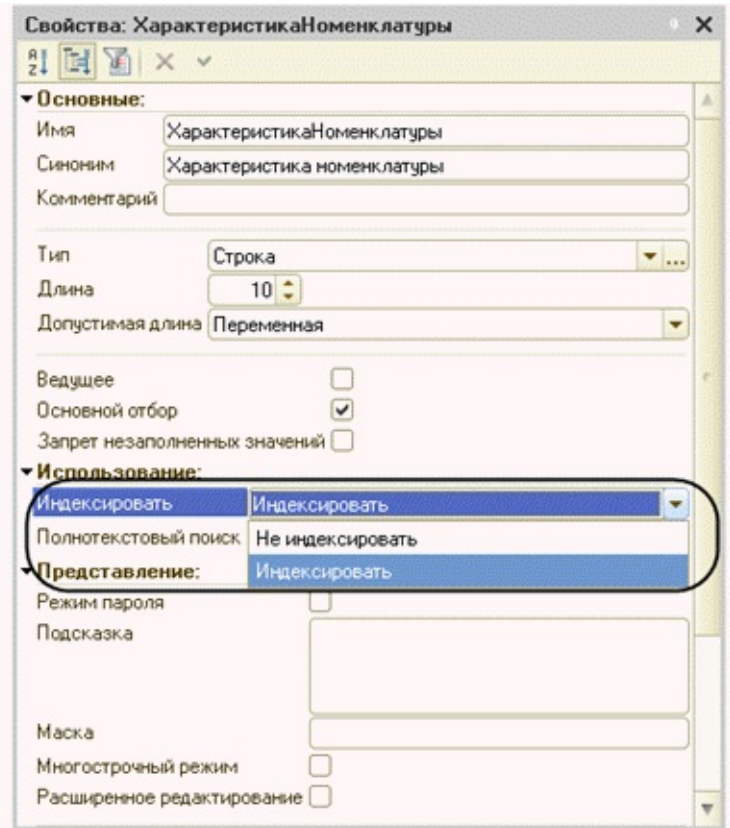 Свойства: ХарактеристикаНоменклатуры
Основные:
Имя ХарактеристикаНоменклатуры
Синоним Характеристика номенклатуры
Комментарий
Тип Строка ...
Длина 10
Допустимая длина Переменная
Ведущее
Основной отбор
Запрет незаполненных значений
Использование:
Индексировать Индексировать
Полнотекстовый поиск Не индексировать
Представление: Индексировать
Режим пароля
Подсказка
Маска
Многострочный режим
Расширенное редактирование